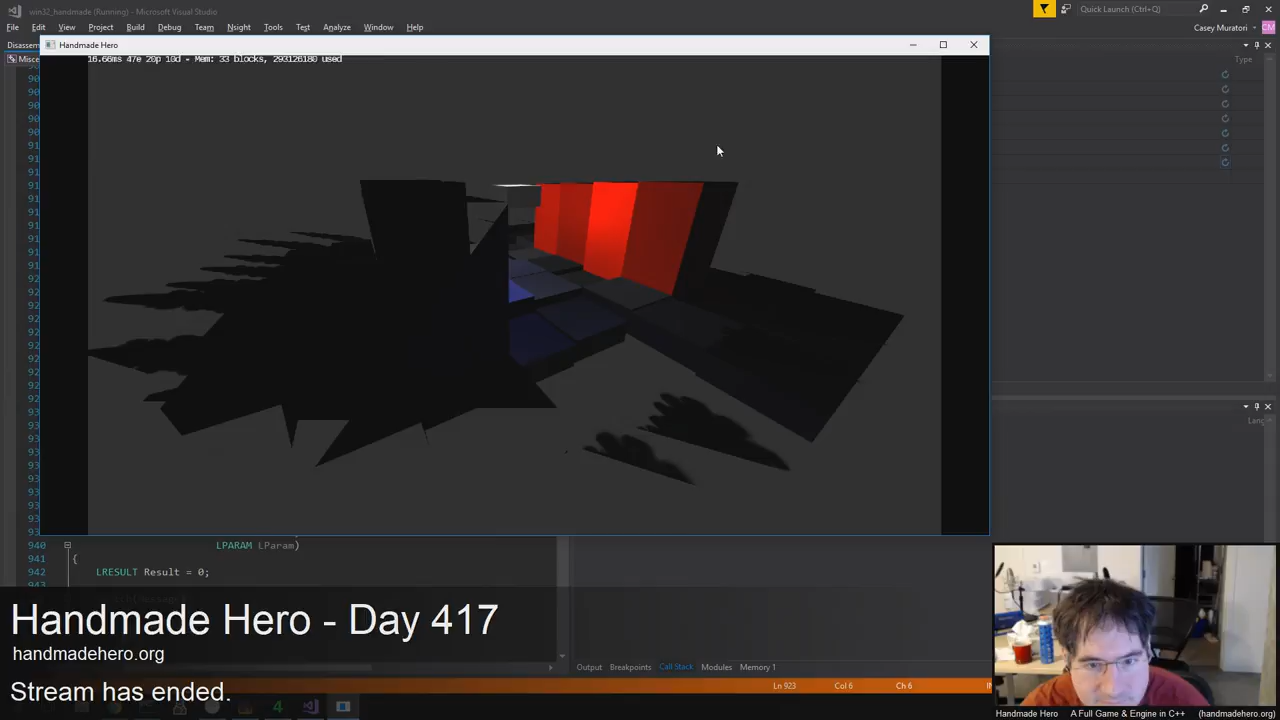 win32_handmade (Running) - Microsoft Visual Studio
Quick Launch (Ctrl+Q)
File Edit View Project Build Debug Team Nsight Tools Test Analyze Window Help
Casey Muratori CM
Handmade Hero
16.66ms 47e 20p 10d - Mem: 33 blocks, 293126180 used
Type
940 LPARAM LParam)
941 {
942 LRESULT Result = 0;
Output Breakpoints Call Stack Modules Memory 1
Ln 923 Col 6 Ch 6
Handmade Hero - Day 417
handmadehero.org
Stream has ended.
Handmade Hero A Full Game & Engine in C++ (handmadehero.org)